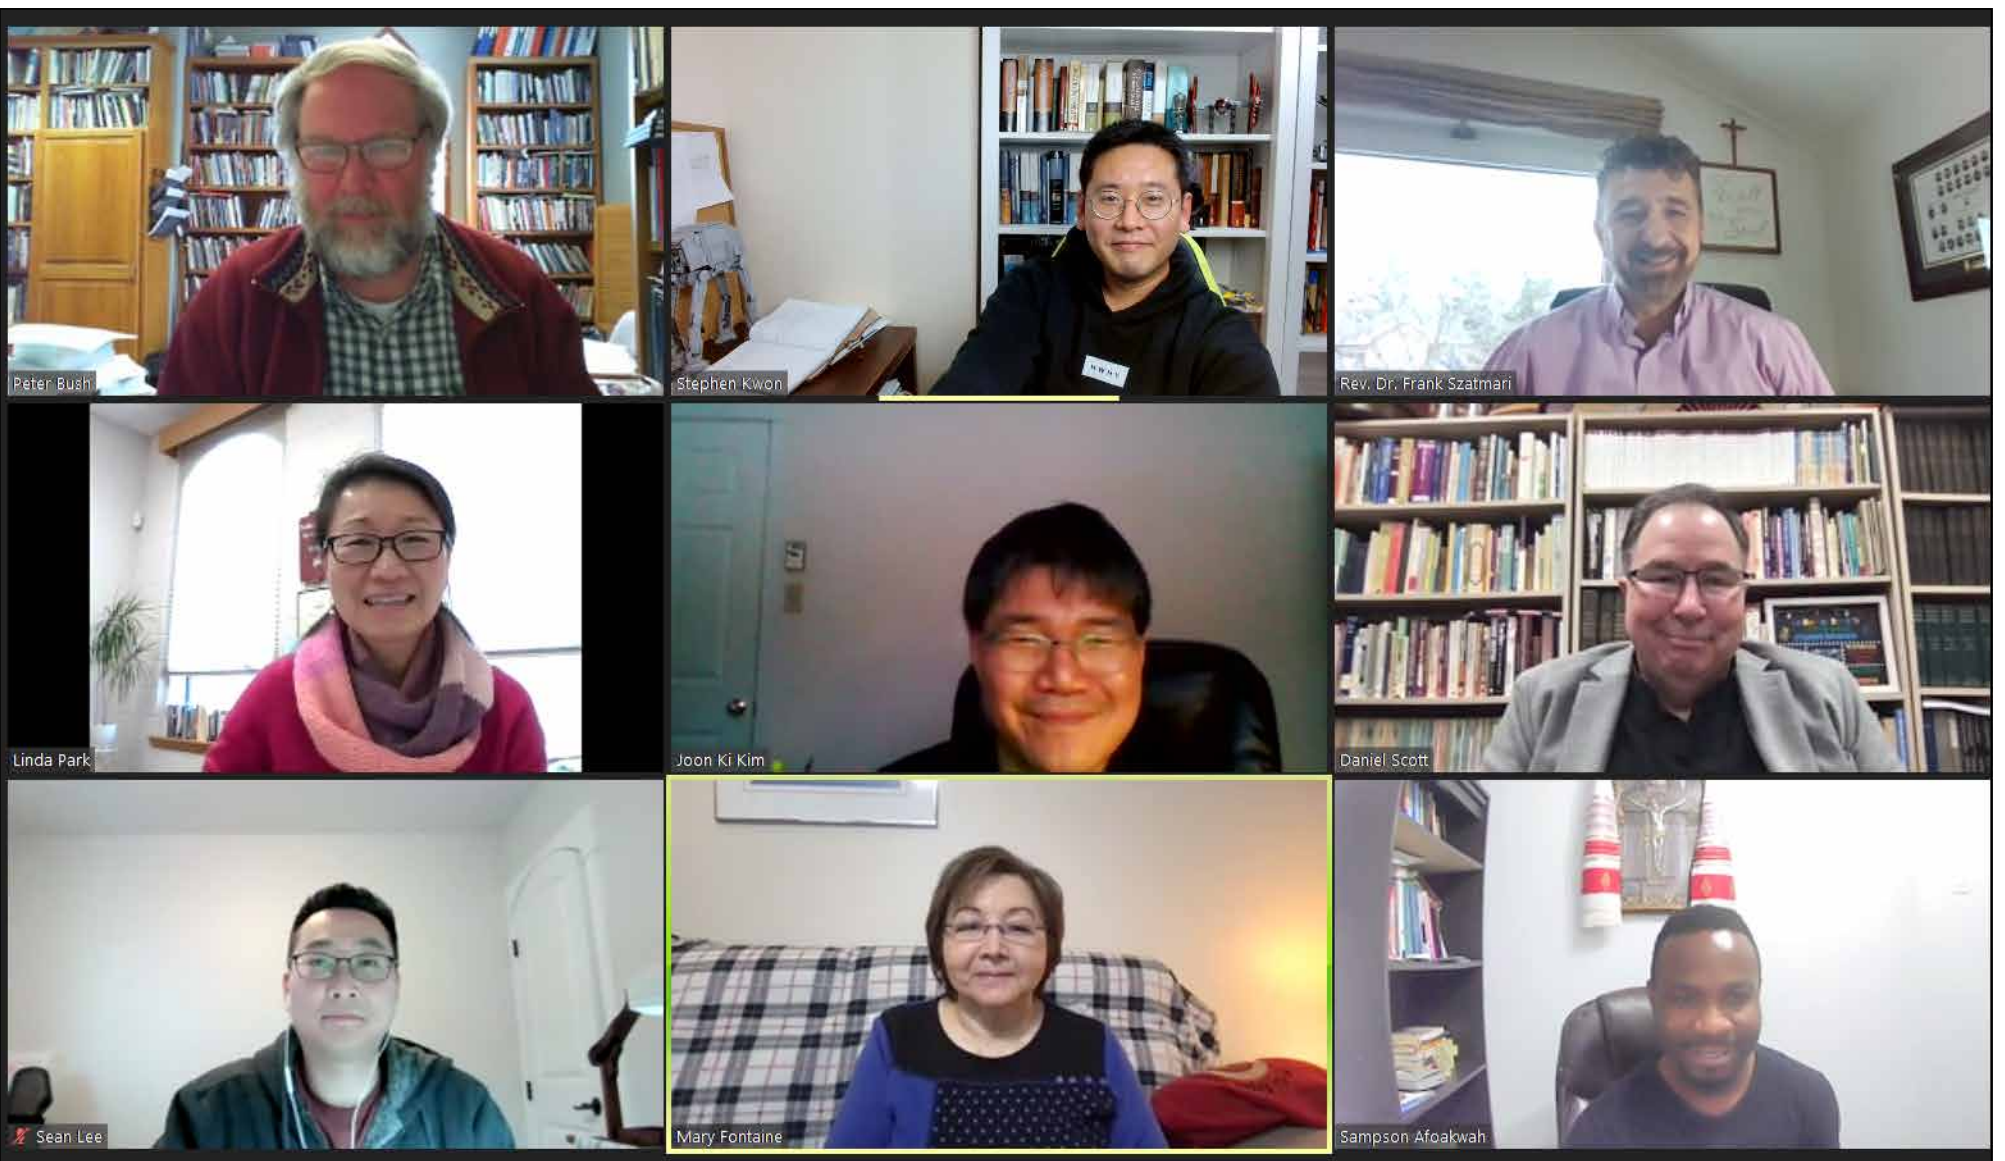 Peter Bush
Stephen Kwon
Rev. Dr. Frank Szatmari
Linda Park
Joon Ki Kim
Daniel Scott
Sean Lee
Mary Fontaine
Sampson Afoakwah